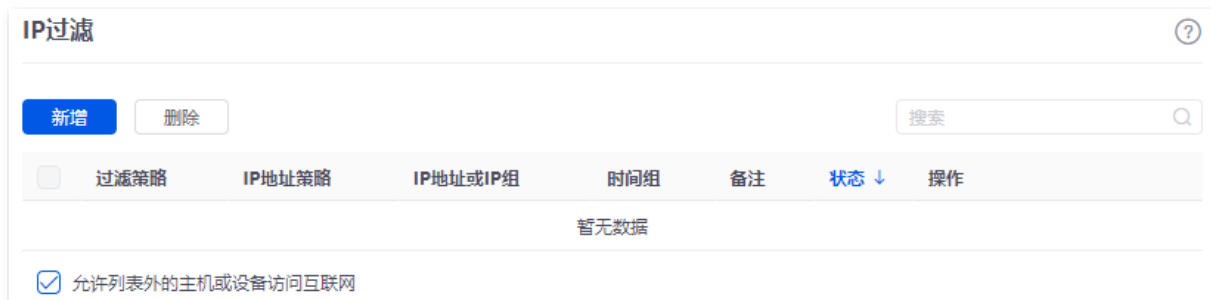 IP过滤
新增 删除 搜索
过滤策略 IP地址策略 IP地址或IP组 时间组 备注 状态 ↓ 操作
暂无数据
允许列表外的主机或设备访问互联网